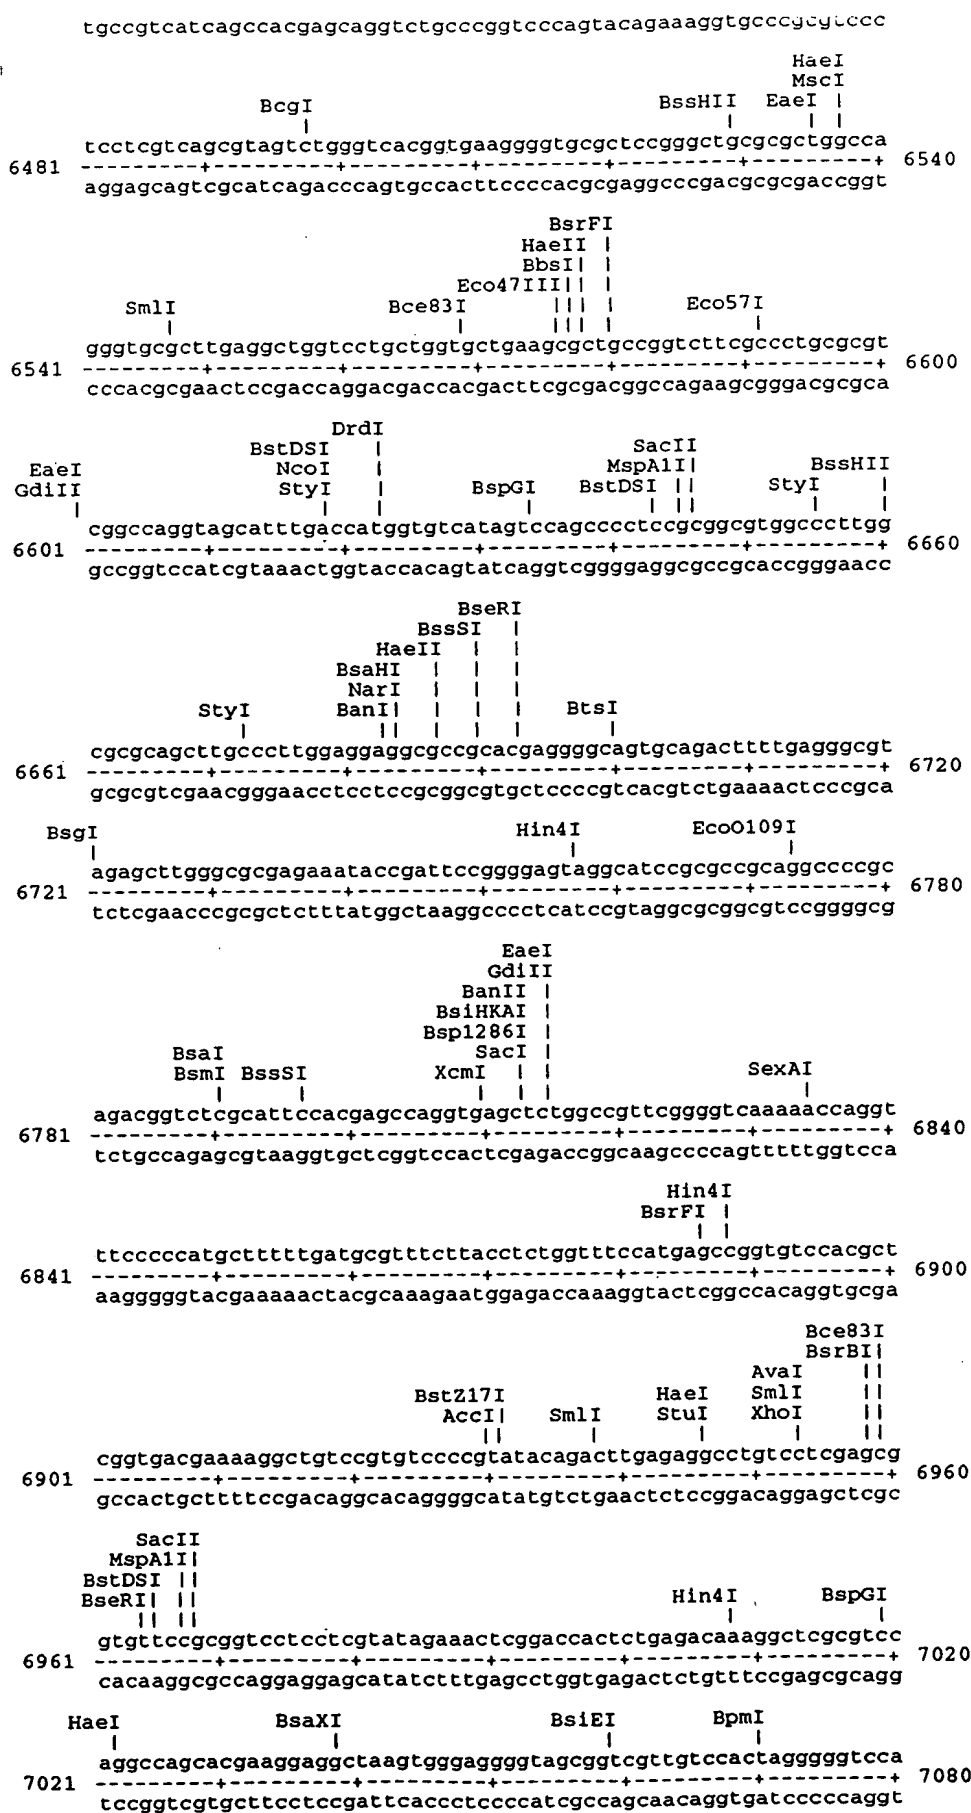 tgccgtcatcagccacgagcaggtctgcccggtcccagtacagaaaggtgcccgcgtccc
HaeI
MscI
BcgI BssHII EaeI |
tcctcgtcagcgtagtctgggtcacggtgaaggggtgcgctccgggctgcgcgctggcca
6481 ---------+---------+---------+---------+---------+---------+ 6540
aggagcagtcgcatcagacccagtgccacttccccacgcgaggcccgacgcgcgaccggt
BsrFI
HaeII |
BbsI| |
Eco47III|| |
SmlI Bce83I ||| | Eco57I
gggtgcgcttgaggctggtcctgctggtgctgaagcgctgccggtcttcgccctgcgcgt
6541 ---------+---------+---------+---------+---------+---------+ 6600
cccacgcgaactccgaccaggacgaccacgacttcgcgacggccagaagcgggacgcgca
DrdI
BstDSI | SacII
EaeI NcoI | MspA1I| BssHII
GdiII StyI | BspGI BstDSI || StyI |
cggccaggtagcatttgaccatggtgtcatagtccagcccctccgcggcgtggcccttgg
6601 ---------+---------+---------+---------+---------+---------+ 6660
gccggtccatcgtaaactggtaccacagtatcaggtcggggaggcgccgcaccgggaacc
BseRI
BssSI |
HaeII | |
BsaHI | | |
NarI | | |
StyI BanI| | | | BtsI
cgcgcagcttgcccttggaggaggcgccgcacgaggggcagtgcagacttttgagggcgt
6661 ---------+---------+---------+---------+---------+---------+ 6720
gcgcgtcgaacgggaacctcctccgcggcgtgctccccgtcacgtctgaaaactcccgca
BsgI Hin4I EcoO109I
agagcttgggcgcgagaaataccgattccggggagtaggcatccgcgccgcaggccccgc
6721 ---------+---------+---------+---------+---------+---------+ 6780
tctcgaacccgcgctctttatggctaaggcccctcatccgtaggcgcggcgtccggggcg
EaeI
GdiII
BanII |
BsiHKAI |
Bsp1286I |
BsaI SacI |
BsmI BssSI XcmI | | SexAI
agacggtctcgcattccacgagccaggtgagctctggccgttcggggtcaaaaaccaggt
6781 ---------+---------+---------+---------+---------+---------+ 6840
tctgccagagcgtaaggtgctcggtccactcgagaccggcaagccccagtttttggtcca
Hin4I
BsrFI |
ttcccccatgctttttgatgcgtttcttacctctggtttccatgagccggtgtccacgct
6841 ---------+---------+---------+---------+---------+---------+ 6900
aagggggtacgaaaaactacgcaaagaatggagaccaaaggtactcggccacaggtgcga
Bce83I
BsrBI|
AvaI ||
BstZ17I HaeI SmlI ||
AccI| SmlI StuI XhoI ||
cggtgacgaaaaggctgtccgtgtccccgtatacagacttgagaggcctgtcctcgagcg
6901 ---------+---------+---------+---------+---------+---------+ 6960
gccactgcttttccgacaggcacaggggcatatgtctgaactctccggacaggagctcgc
SacII
MspA1I|
BstDSI ||
BseRI| || Hin4I BspGI
gtgttccgcggtcctcctcgtatagaaactcggaccactctgagacaaaggctcgcgtcc
6961 ---------+---------+---------+---------+---------+---------+ 7020
cacaaggcgccaggaggagcatatctttgagcctggtgagactctgtttccgagcgcagg
HaeI BsaXI BsiEI BpmI
aggccagcacgaaggaggctaagtgggaggggtagcggtcgttgtccactagggggtcca
7021 ---------+---------+---------+---------+---------+---------+ 7080
tccggtcgtgcttcctccgattcaccctccccatcgccagcaacaggtgatcccccaggt